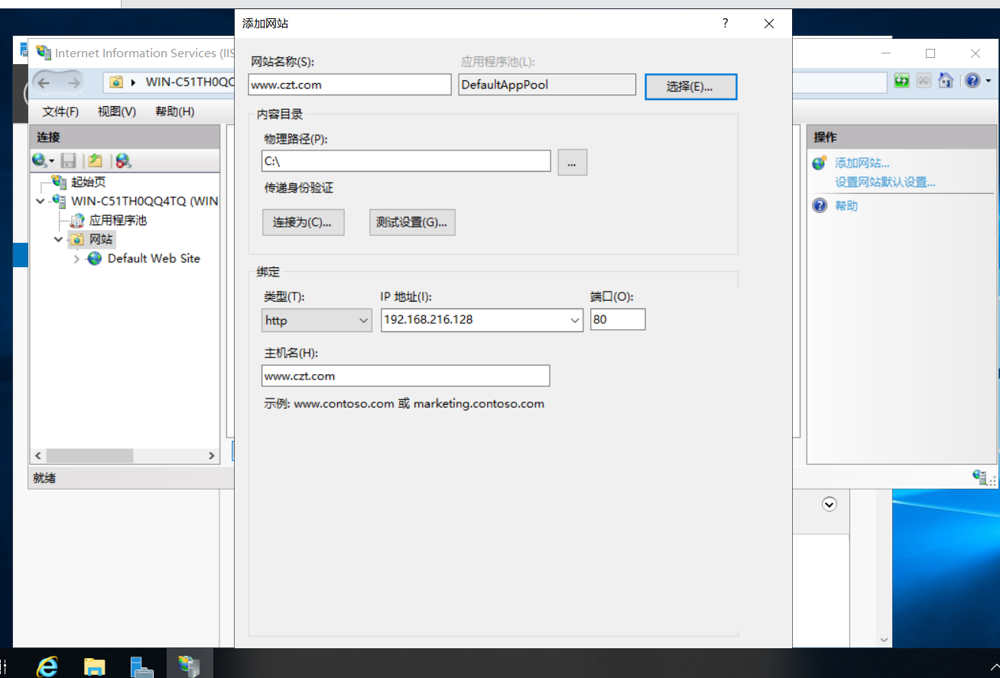 添加网站
?
Internet Information Services (IIS
WIN-C51TH0QC
文件(F) 视图(V) 帮助(H)
连接
起始页
WIN-C51TH0QQ4TQ (WIN
应用程序池
网站
Default Web Site
就绪
网站名称(S):
应用程序池(L):
www.czt.com
DefaultAppPool
选择(E)...
内容目录
物理路径(P):
C:\
...
传递身份验证
连接为(C)...
测试设置(G)...
绑定
类型(T):
IP 地址(I):
端口(O):
http
192.168.216.128
80
主机名(H):
www.czt.com
示例: www.contoso.com 或 marketing.contoso.com
操作
添加网站...
设置网站默认设置...
帮助